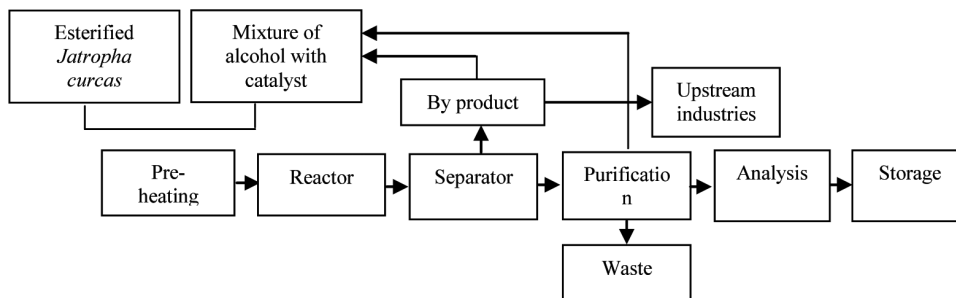 Esterified
Jatropha
curcas
Mixture of
alcohol with
catalyst
By product
Upstream
industries
Pre-
heating
Reactor
Separator
Purificatio
n
Analysis
Storage
Waste